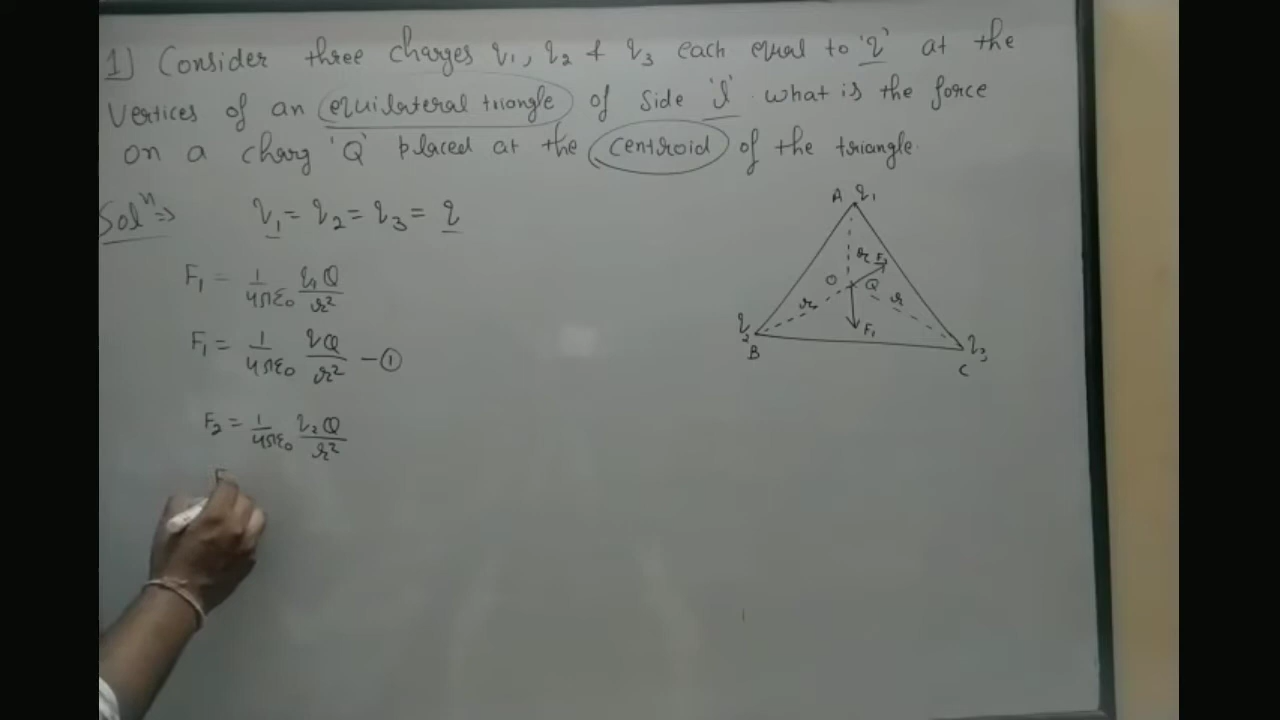 1) Consider three charges q₁, q₂ & q₃ each equal to 'q' at the
Vertices of an equilateral triangle of side 'l'. what is the force
on a charg 'Q' placed at the centroid of the triangle.
Solⁿ⇒ q₁ = q₂ = q₃ = q
F₁ = 1/4πε₀ q₁Q/r²
F₁ = 1/4πε₀ qQ/r² — ①
F₂ = 1/4πε₀ q₂Q/r²
F
A q₁
r F₂
O Q
r r
F₁
q₂ B
q₃ C